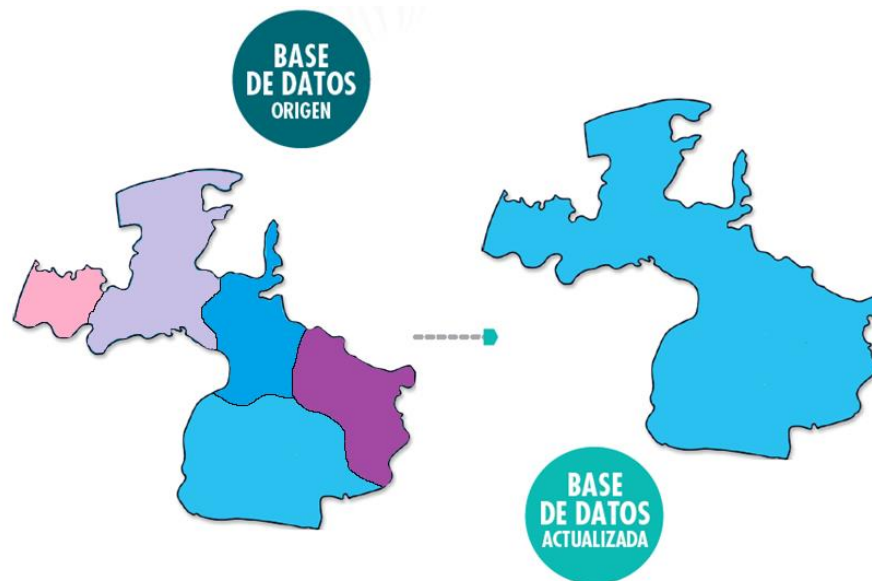 BASE
DE DATOS
ORIGEN
BASE
DE DATOS
ACTUALIZADA